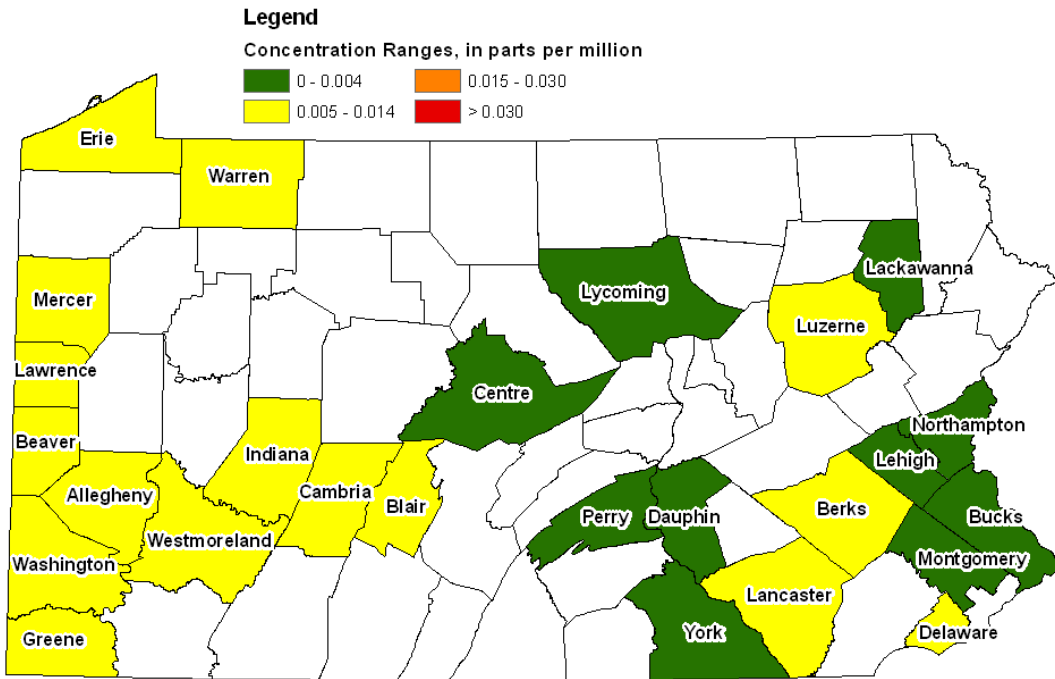 Legend
Concentration Ranges, in parts per million
0 - 0.004 0.015 - 0.030
0.005 - 0.014 > 0.030
Erie
Warren
Lackawanna
Lycoming
Mercer
Luzerne
Lawrence
Centre
Northampton
Beaver
Indiana
Lehigh
Allegheny
Cambria
Blair
Berks
Perry
Dauphin
Bucks
Westmoreland
Washington
Montgomery
Lancaster
York
Delaware
Greene